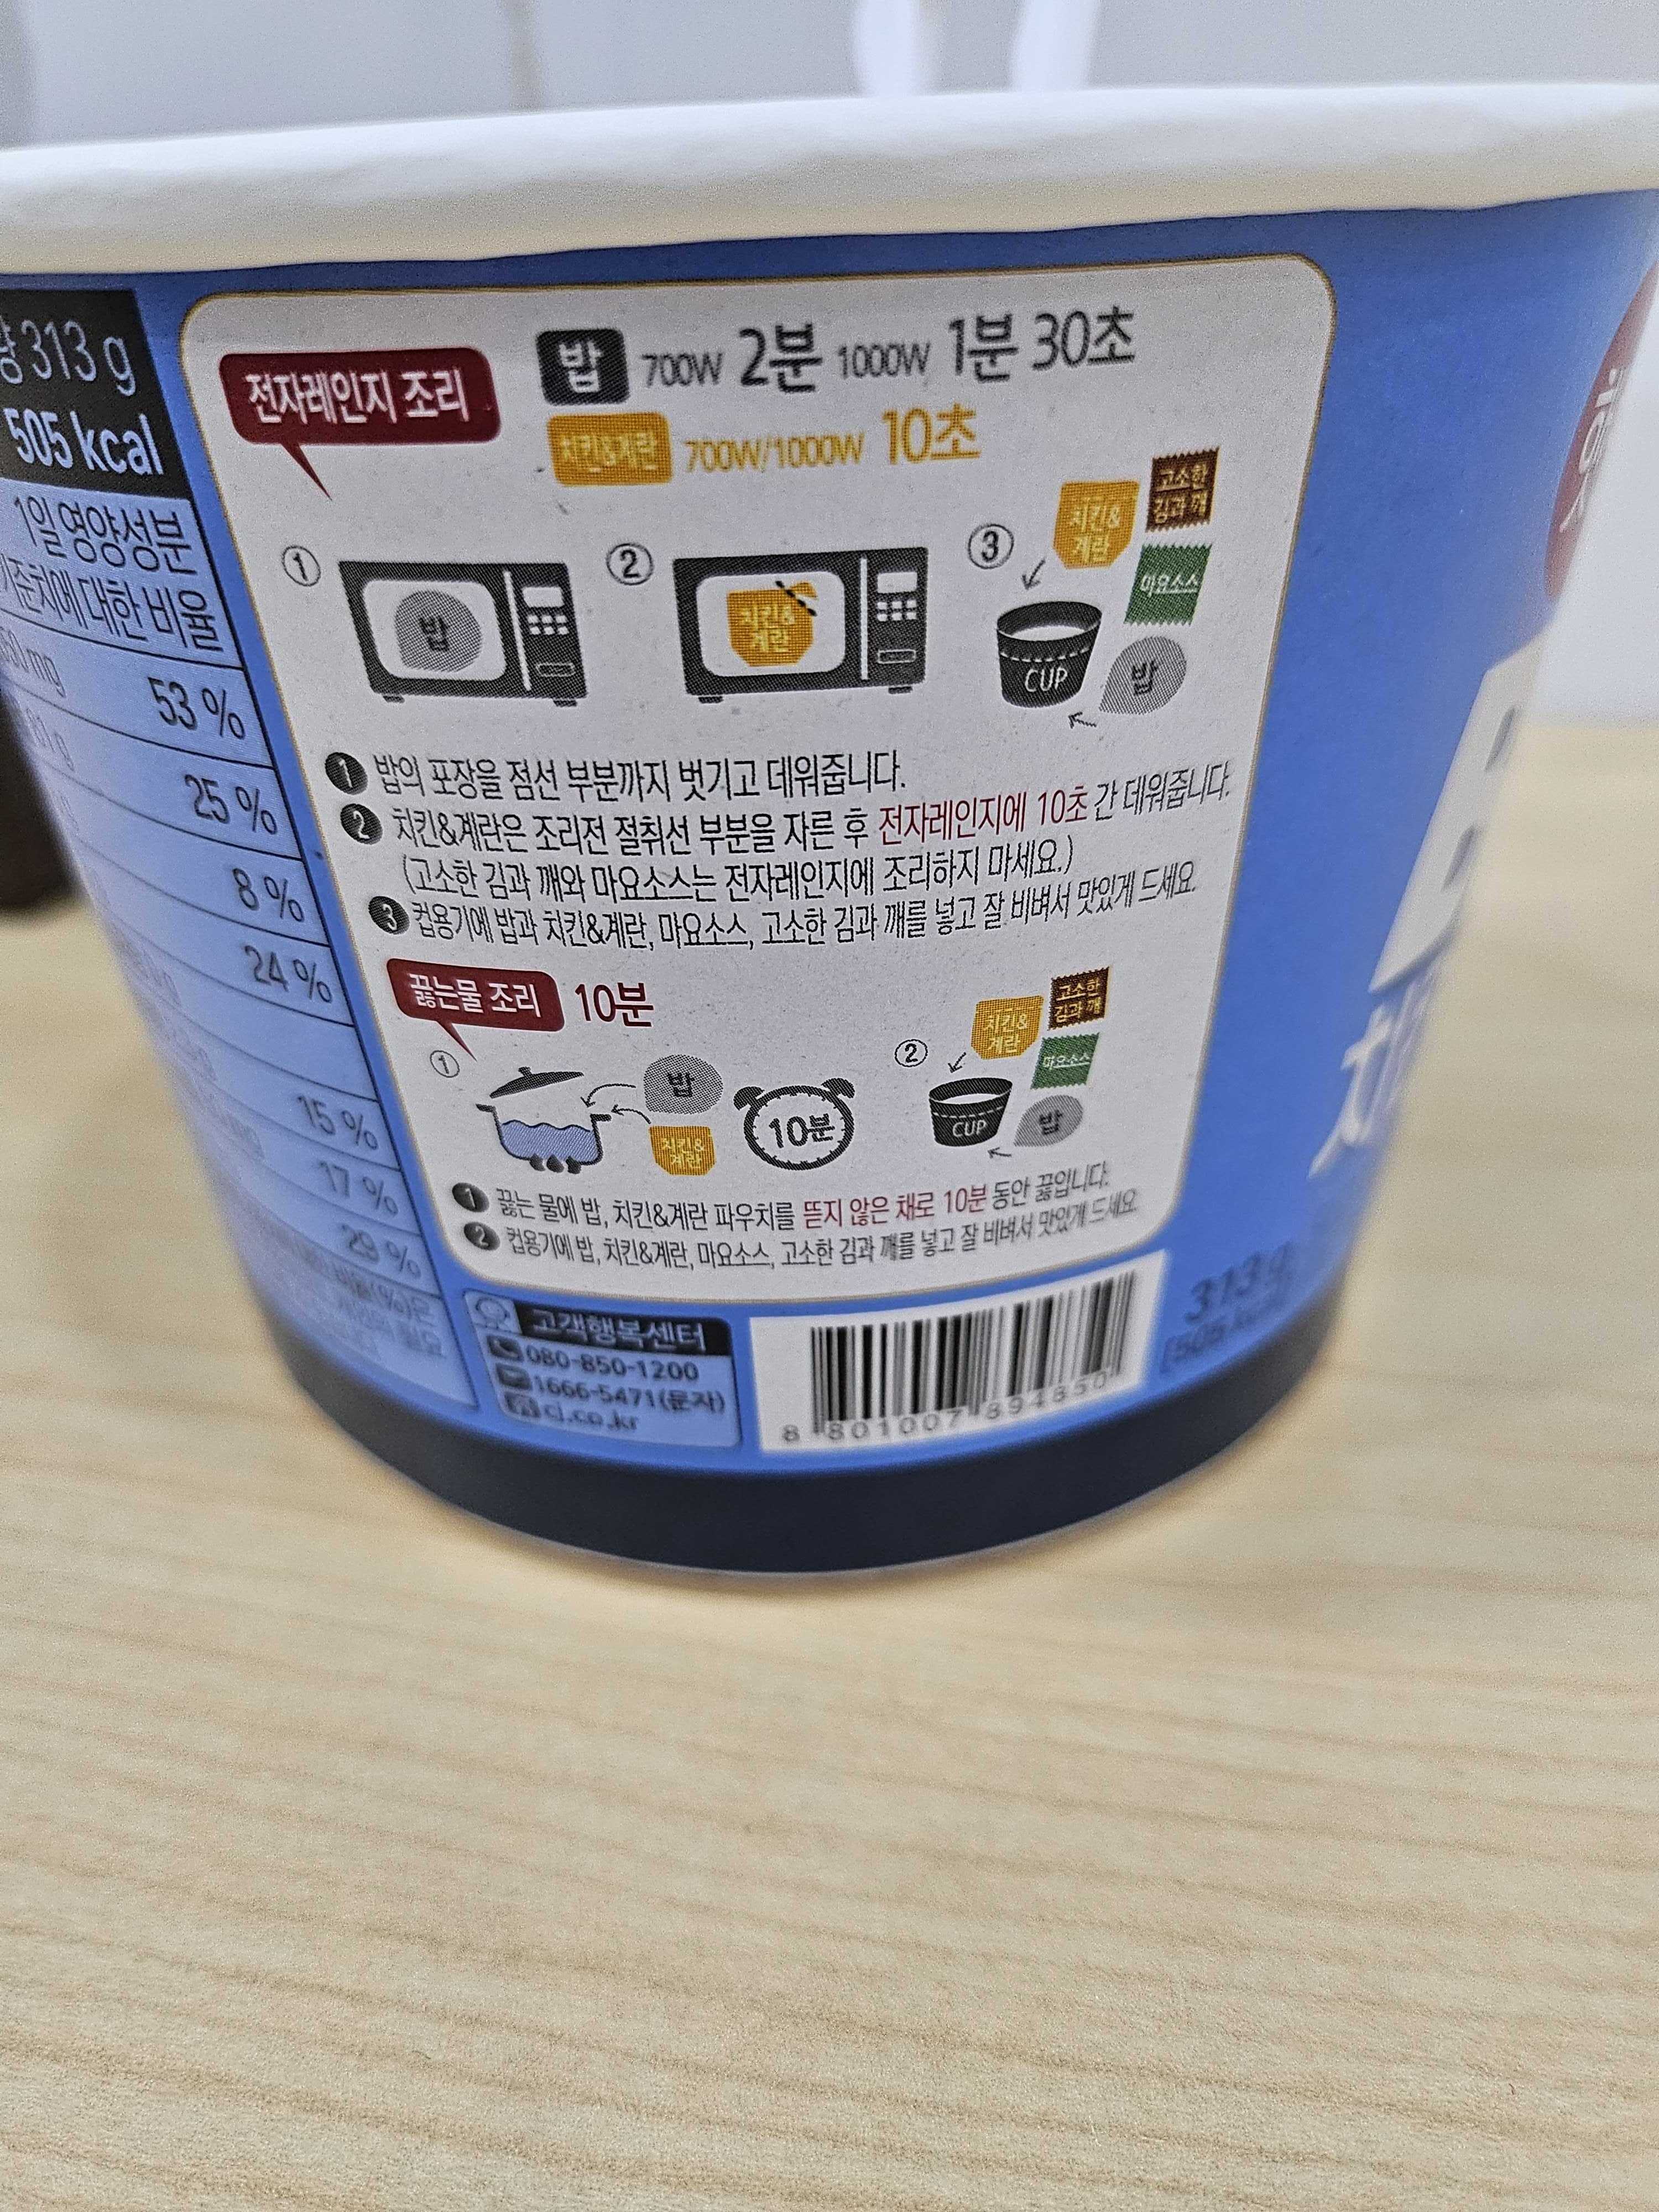 313 g
505 kcal
1일 영양성분
기준치에 대한 비율
53 %
25 %
8 %
24 %
15 %
17 %
29 %
전자레인지 조리
밥 700W 2분 1000W 1분 30초
치킨&계란 700W/1000W 10초
①
밥
②
치킨&
계란
③
치킨&
계란
고소한
김과 깨
마요소스
CUP
밥
❶ 밥의 포장을 점선 부분까지 벗기고 데워줍니다.
❷ 치킨&계란은 조리전 절취선 부분을 자른 후 전자레인지에 10초 간 데워줍니다.
(고소한 김과 깨와 마요소스는 전자레인지에 조리하지 마세요.)
❸ 컵용기에 밥과 치킨&계란, 마요소스, 고소한 김과 깨를 넣고 잘 비벼서 맛있게 드세요.
끓는물 조리 10분
①
밥
치킨&
계란
10분
②
치킨&
계란
고소한
김과 깨
마요소스
CUP
밥
❶ 끓는 물에 밥, 치킨&계란 파우치를 뜯지 않은 채로 10분 동안 끓입니다.
❷ 컵용기에 밥, 치킨&계란, 마요소스, 고소한 김과 깨를 넣고 잘 비벼서 맛있게 드세요.
고객행복센터
080-850-1200
1666-5471(문자)
cj.co.kr
8 801007 894850
313 g
(505 kcal)